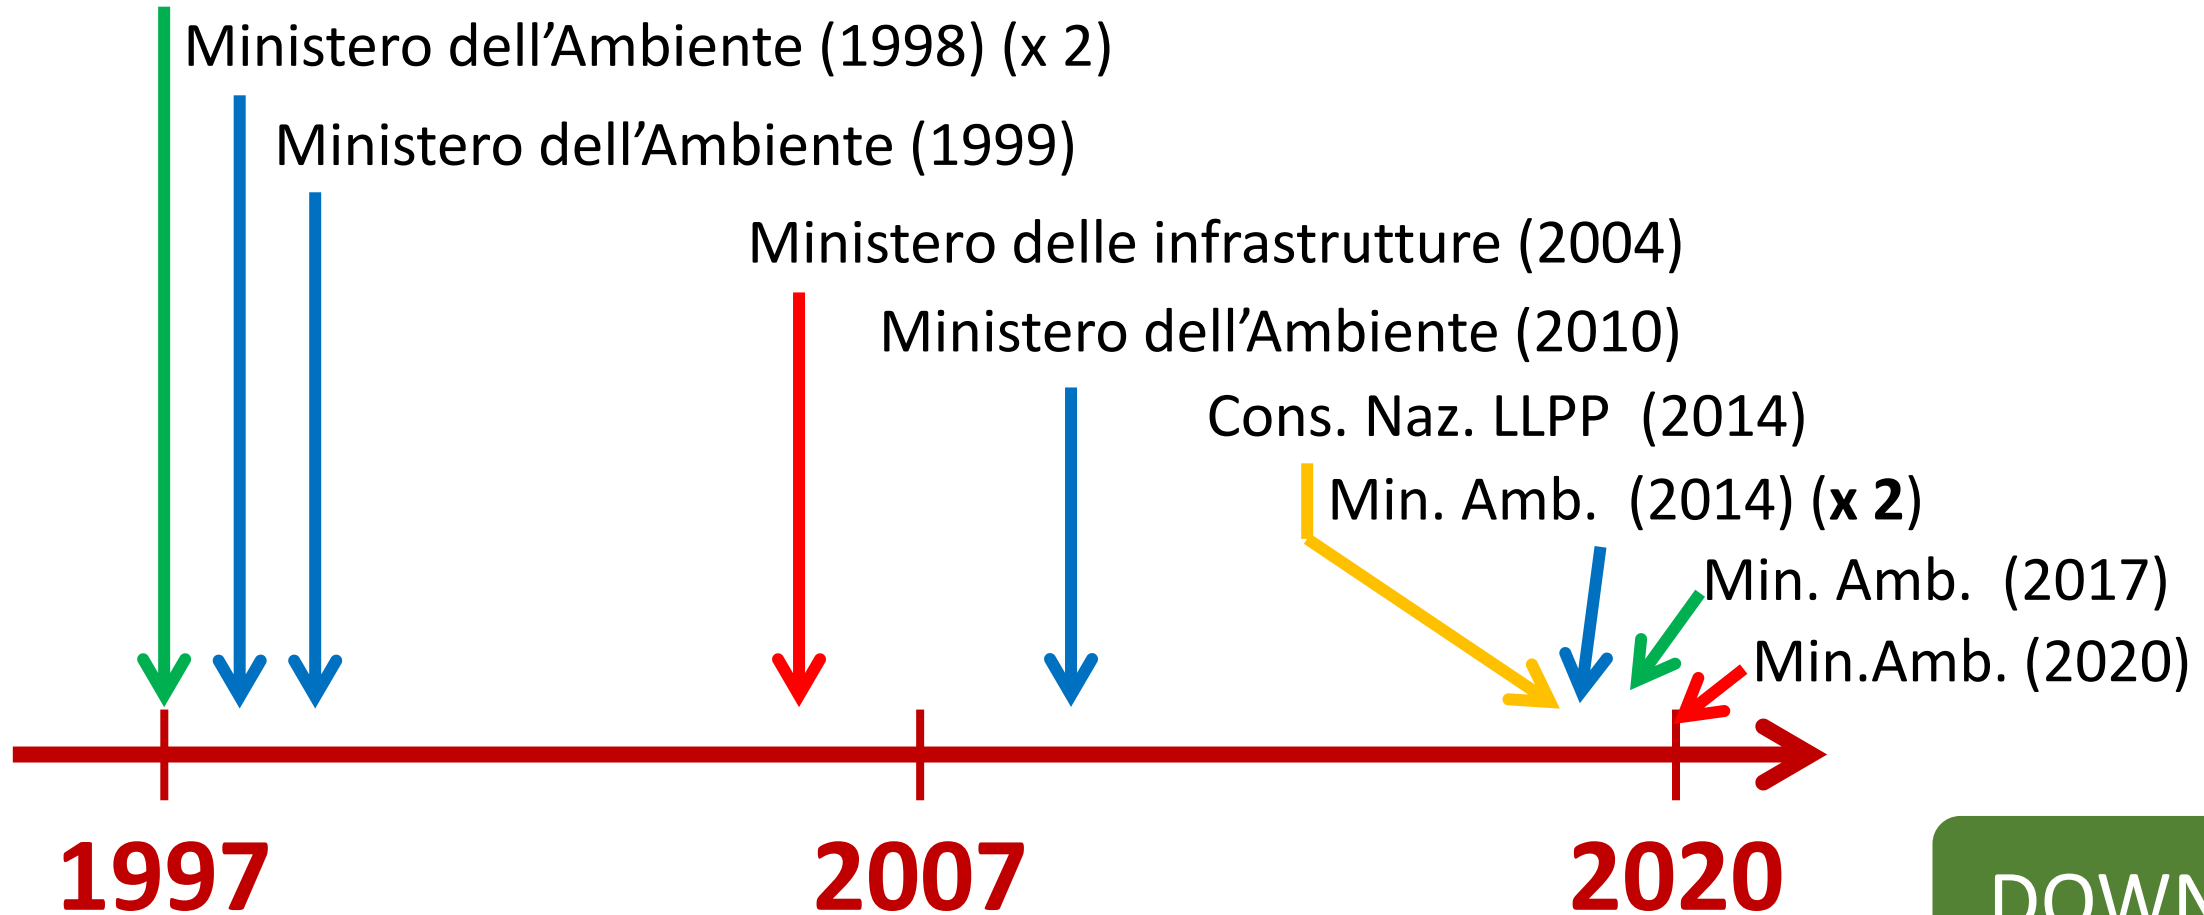 Ministero dell’Ambiente (1998) (x 2)
Ministero dell’Ambiente (1999)
Ministero delle infrastrutture (2004)
Ministero dell’Ambiente (2010)
Cons. Naz. LLPP (2014)
Min. Amb. (2014) (x 2)
Min. Amb. (2017)
Min.Amb. (2020)
1997 2007 2020